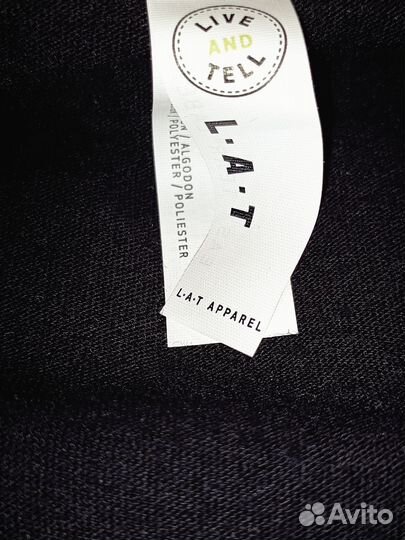 LIVE
AND
TELL
L·A·T
L·A·T APPAREL
/ ALGODON
/ POLYESTER / POLIESTER
Avito